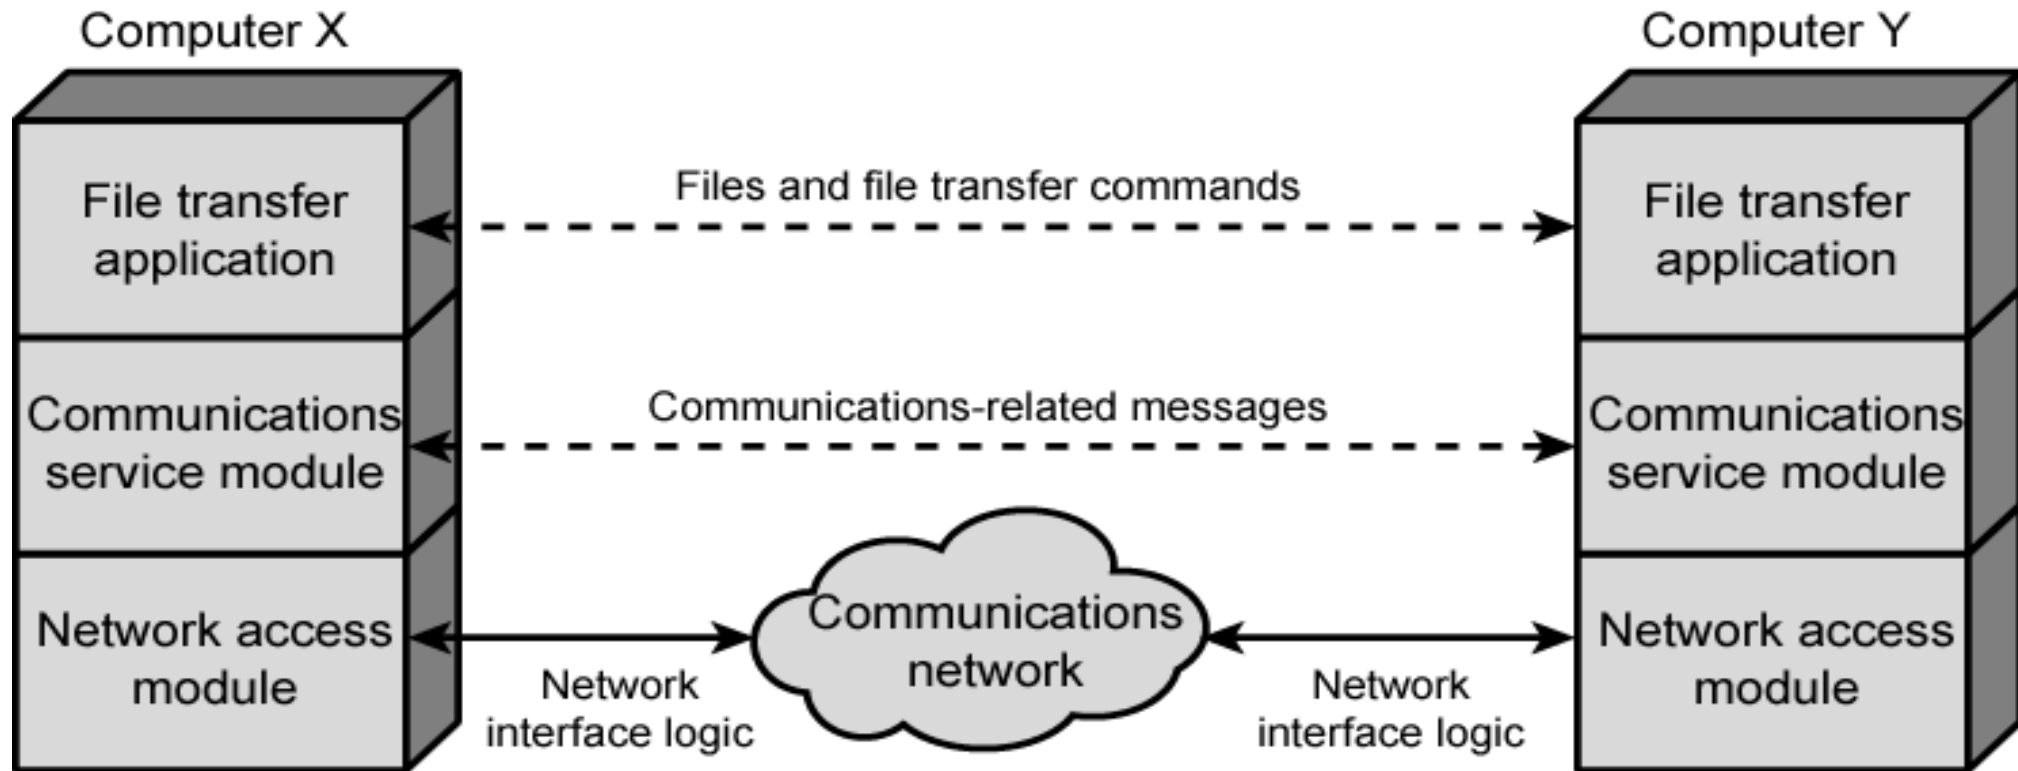 Computer X
Computer Y
File transfer
application
Files and file transfer commands
File transfer
application
Communications
service module
Communications-related messages
Communications
service module
Network access
module
Network
interface logic
Communications
network
Network
interface logic
Network access
module